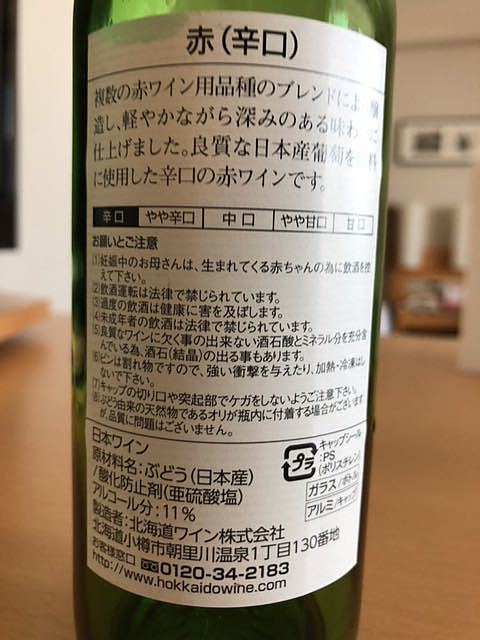 赤(辛口)
複数の赤ワイン用品種のブレンドによ
造し、軽やかながら深みのある味わ に
仕上げました。良質な日本産葡萄を 料
に使用した辛口の赤ワインです。
辛口 やや辛口 中口 やや甘口 甘口
お願いとご注意
(1)妊娠中のお母さんは、生まれてくる赤ちゃんの為に飲酒を控
えて下さい。
(2)飲酒運転は法律で禁じられています。
(3)過度の飲酒は健康に害を及ぼします。
(4)未成年者の飲酒は法律で禁じられています。
(5)良質なワインに欠く事の出来ない酒石酸とミネラル分を充分含
んでいる為、酒石(結晶)の出る事もあります。
(6)ビンは割れ物ですので、強い衝撃を与えたり、加熱・冷凍はし
ないで下さい。
(7)キャップの切り口や突起部でケガをしないようご注意下さい。
(8)ぶどう由来の天然物であるオリが瓶内に付着する場合がございます
が、品質に問題はございません。
日本ワイン
原材料名:ぶどう(日本産)
/酸化防止剤(亜硫酸塩)
アルコール分:11%
製造者:北海道ワイン株式会社
北海道小樽市朝里川温泉1丁目130番地
お客様窓口 0120-34-2183
http://www.hokkaidowine.com
プラ
キャップシール
:PS
(ポリスチレン)
ガラス/ボトル
アルミ/キャップ